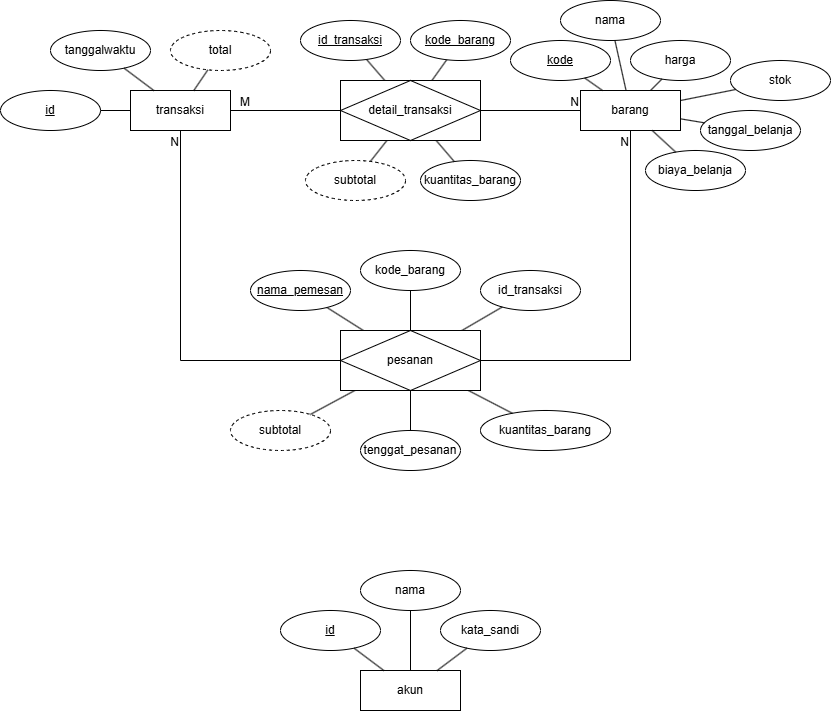 nama
tanggalwaktu
total
id_transaksi
kode_barang
kode
harga
stok
id
transaksi
M
detail_transaksi
N
barang
tanggal_belanja
N
N
subtotal
kuantitas_barang
biaya_belanja
kode_barang
nama_pemesan
id_transaksi
pesanan
subtotal
kuantitas_barang
tenggat_pesanan
nama
id
kata_sandi
akun